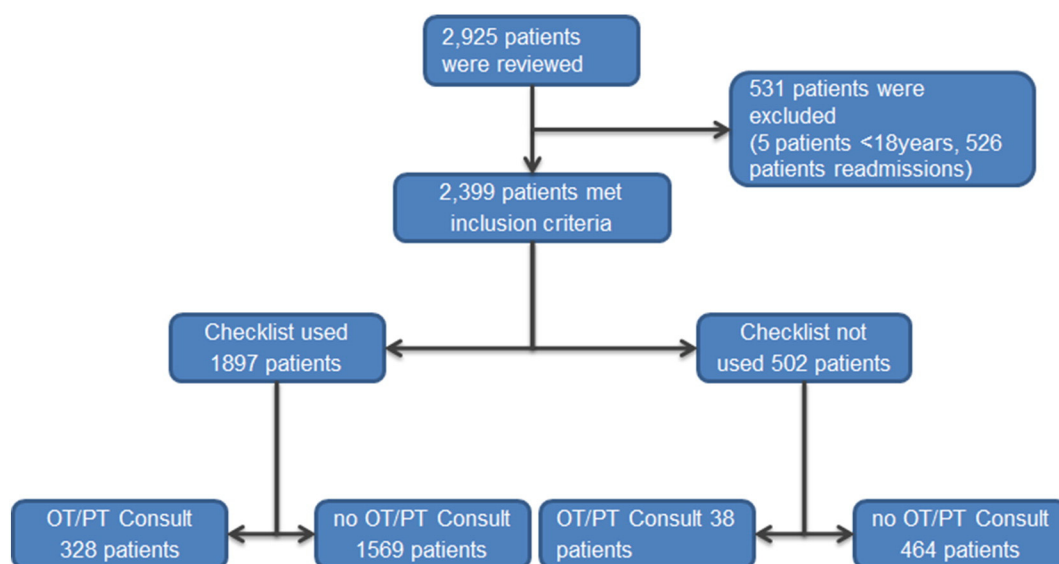 2,925 patients
were reviewed
531 patients were
excluded
(5 patients <18years, 526
patients readmissions)
2,399 patients met
inclusion criteria
Checklist used
1897 patients
Checklist not
used 502 patients
OT/PT Consult
328 patients
no OT/PT Consult
1569 patients
OT/PT Consult 38
patients
no OT/PT Consult
464 patients